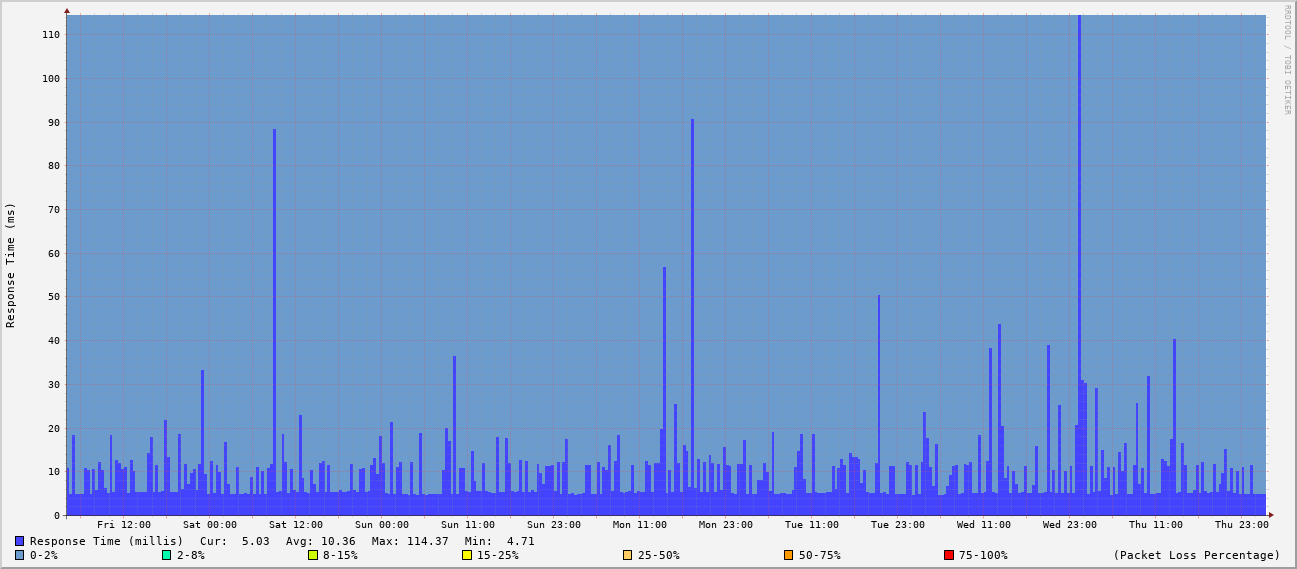 RRDTOOL / TOBI OETIKER
Response Time (ms)
110
100
90
80
70
60
50
40
30
20
10
0
Fri 12:00 Sat 00:00 Sat 12:00 Sun 00:00 Sun 11:00 Sun 23:00 Mon 11:00 Mon 23:00 Tue 11:00 Tue 23:00 Wed 11:00 Wed 23:00 Thu 11:00 Thu 23:00
Response Time (millis) Cur: 5.03 Avg: 10.36 Max: 114.37 Min: 4.71
0-2% 2-8% 8-15% 15-25% 25-50% 50-75% 75-100% (Packet Loss Percentage)